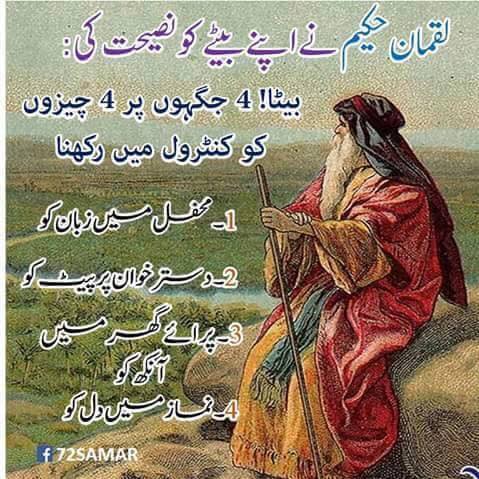 لقمان حکیم نے اپنے بیٹے کو نصیحت کی:
بیٹا! 4 جگہوں پر 4 چیزوں
کو کنٹرول میں رکھنا
1۔ محفل میں زبان کو
2۔ دسترخوان پر پیٹ کو
3۔ پرائے گھر میں
آنکھ کو
4۔ نماز میں دل کو
f 72SAMAR